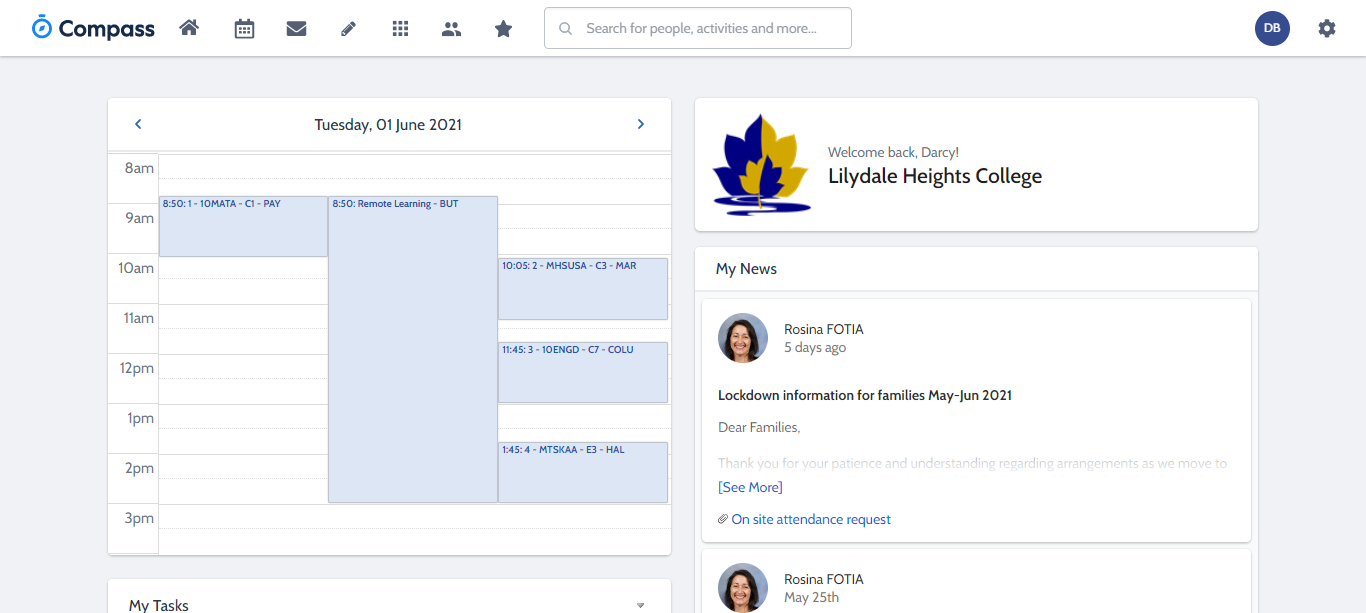 Compass
Search for people, activities and more...
DB
Tuesday, 01 June 2021
8am
9am
10am
11am
12pm
1pm
2pm
3pm
8:50: 1 - 10MATA - C1 - PAY
8:50: Remote Learning - BUT
10:05: 2 - MHSUSA - C3 - MAR
11:45: 3 - 10ENGD - C7 - COLU
1:45: 4 - MTSKAA - E3 - HAL
My Tasks
Welcome back, Darcy!
Lilydale Heights College
My News
Rosina FOTIA
5 days ago
Lockdown information for families May-Jun 2021
Dear Families,
Thank you for your patience and understanding regarding arrangements as we move to
[See More]
On site attendance request
Rosina FOTIA
May 25th